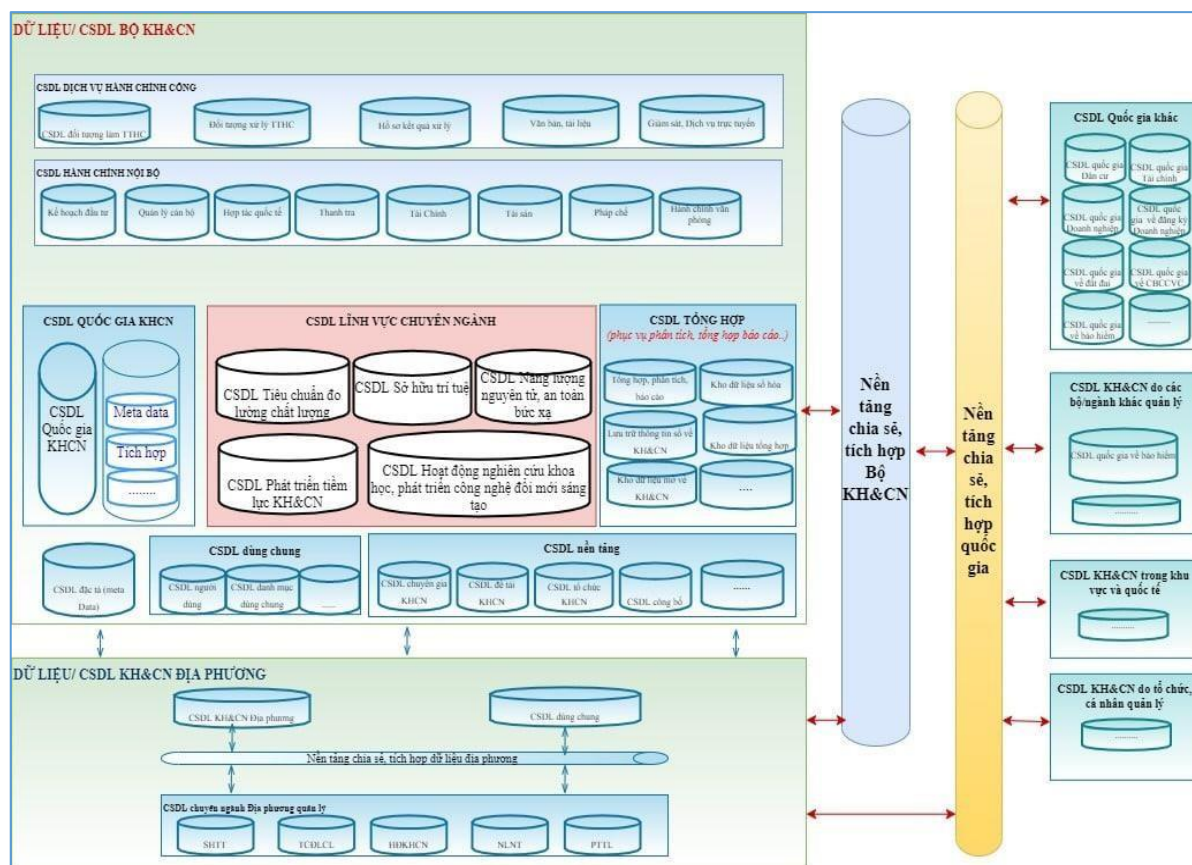 DỮ LIỆU/ CSDL BỘ KH&CN
CSDL DỊCH VỤ HÀNH CHÍNH CÔNG
CSDL đối tượng làm TTHC
Đối tượng xử lý TTHC
Hồ sơ kết quả xử lý
Văn bản, tài liệu
Giám sát, Dịch vụ trực tuyến
CSDL HÀNH CHÍNH NỘI BỘ
Kế hoạch đầu tư
Quản lý cán bộ
Hợp tác quốc tế
Thanh tra
Tài Chính
Tài sản
Pháp chế
Hành chính văn
phòng
CSDL QUỐC GIA KHCN
CSDL
Quốc gia
KHCN
Meta data
Tích hợp
........
CSDL LĨNH VỰC CHUYÊN NGÀNH
CSDL Tiêu chuẩn đo
lường chất lượng
CSDL Sở hữu trí tuệ
CSDL Năng lượng
nguyên tử, an toàn
bức xạ
CSDL Phát triển tiềm
lực KH&CN
CSDL Hoạt động nghiên cứu khoa
học, phát triển công nghệ đổi mới sáng
tạo
CSDL TỔNG HỢP
(phục vụ phân tích, tổng hợp báo cáo..)
Tổng hợp, phân tích,
báo cáo
Kho dữ liệu số hóa
Lưu trữ thông tin số về
KH&CN
Kho dữ liệu tổng hợp
Kho dữ liệu mở về
KH&CN
....
CSDL đặc tả (meta
Data)
CSDL dùng chung
CSDL người
dùng
CSDL danh mục
dùng chung
......
CSDL nền tảng
CSDL chuyên gia
KHCN
CSDL đề tài
KHCN
CSDL tổ chức
KHCN
CSDL công bố
......
DỮ LIỆU/ CSDL KH&CN ĐỊA PHƯƠNG
CSDL KH&CN Địa phương
CSDL dùng chung
Nền tảng chia sẻ, tích hợp dữ liệu địa phương
CSDL chuyên ngành Địa phương quản lý
SHTT
TCĐLCL
HĐKHCN
NLNT
PTTL
Nền
tảng
chia sẻ,
tích hợp
Bộ
KH&CN
Nền
tảng
chia
sẻ,
tích
hợp
quốc
gia
CSDL Quốc gia khác
CSDL quốc gia
Dân cư
CSDL quốc gia
Tài chính
CSDL quốc gia
Doanh nghiệp
CSDL quốc
gia về đăng ký
Doanh nghiệp
CSDL quốc gia
về đất đai
CSDL quốc gia
về CBCCVC
CSDL quốc gia
về bảo hiểm
.........
CSDL KH&CN do các
bộ/ngành khác quản lý
CSDL quốc gia về bảo hiểm
..........
CSDL KH&CN trong khu
vực và quốc tế
..........
CSDL KH&CN do tổ chức,
cá nhân quản lý
..........